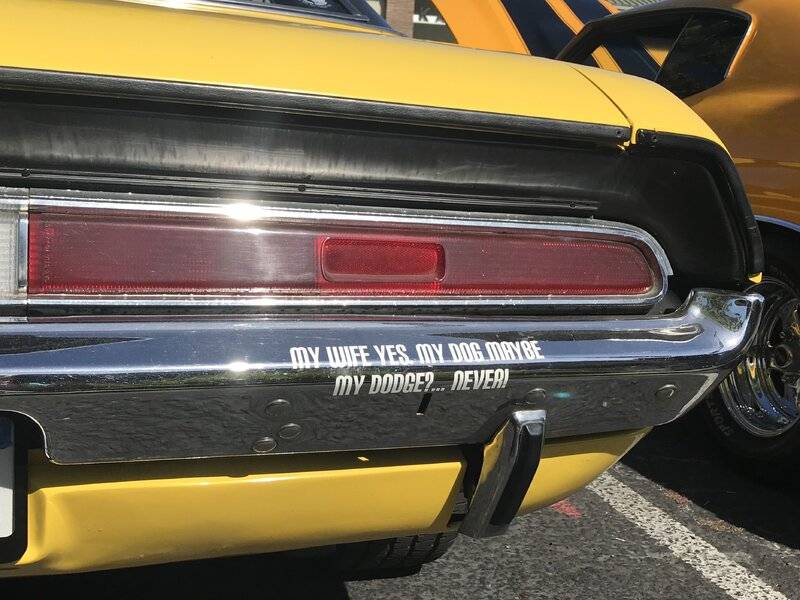 MY WIFE YES, MY DOG MAYBE
MY DODGE?... NEVER!